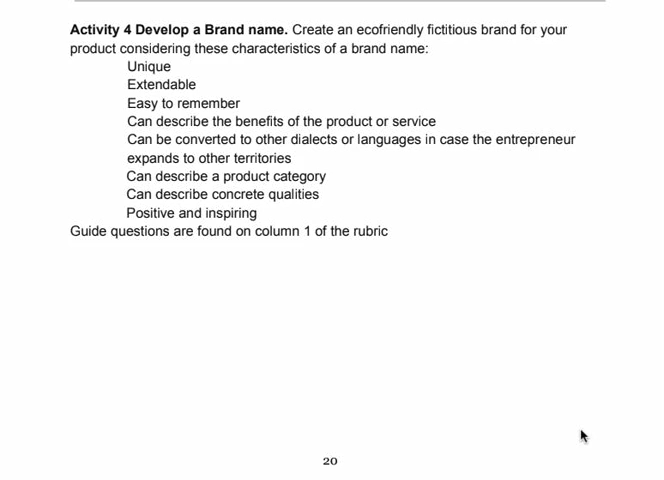 Activity 4 Develop a Brand name. Create an ecofriendly fictitious brand for your
product considering these characteristics of a brand name:
Unique
Extendable
Easy to remember
Can describe the benefits of the product or service
Can be converted to other dialects or languages in case the entrepreneur
expands to other territories
Can describe a product category
Can describe concrete qualities
Positive and inspiring
Guide questions are found on column 1 of the rubric
20